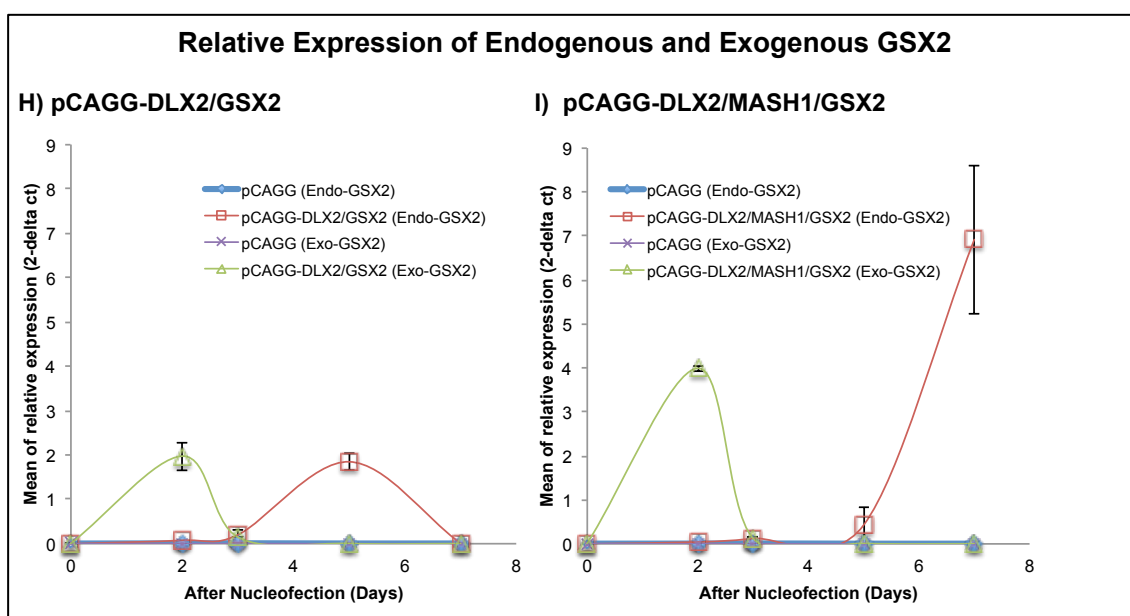 Relative Expression of Endogenous and Exogenous GSX2
H) pCAGG-DLX2/GSX2
Mean of relative expression (2-delta ct)
9
8
7
6
5
4
3
2
1
0
pCAGG (Endo-GSX2)
pCAGG-DLX2/GSX2 (Endo-GSX2)
pCAGG (Exo-GSX2)
pCAGG-DLX2/GSX2 (Exo-GSX2)
0 2 4 6 8
After Nucleofection (Days)
I) pCAGG-DLX2/MASH1/GSX2
Mean of relative expression (2-delta ct)
9
8
7
6
5
4
3
2
1
0
pCAGG (Endo-GSX2)
pCAGG-DLX2/MASH1/GSX2 (Endo-GSX2)
pCAGG (Exo-GSX2)
pCAGG-DLX2/MASH1/GSX2 (Exo-GSX2)
0 2 4 6 8
After Nucleofection (Days)